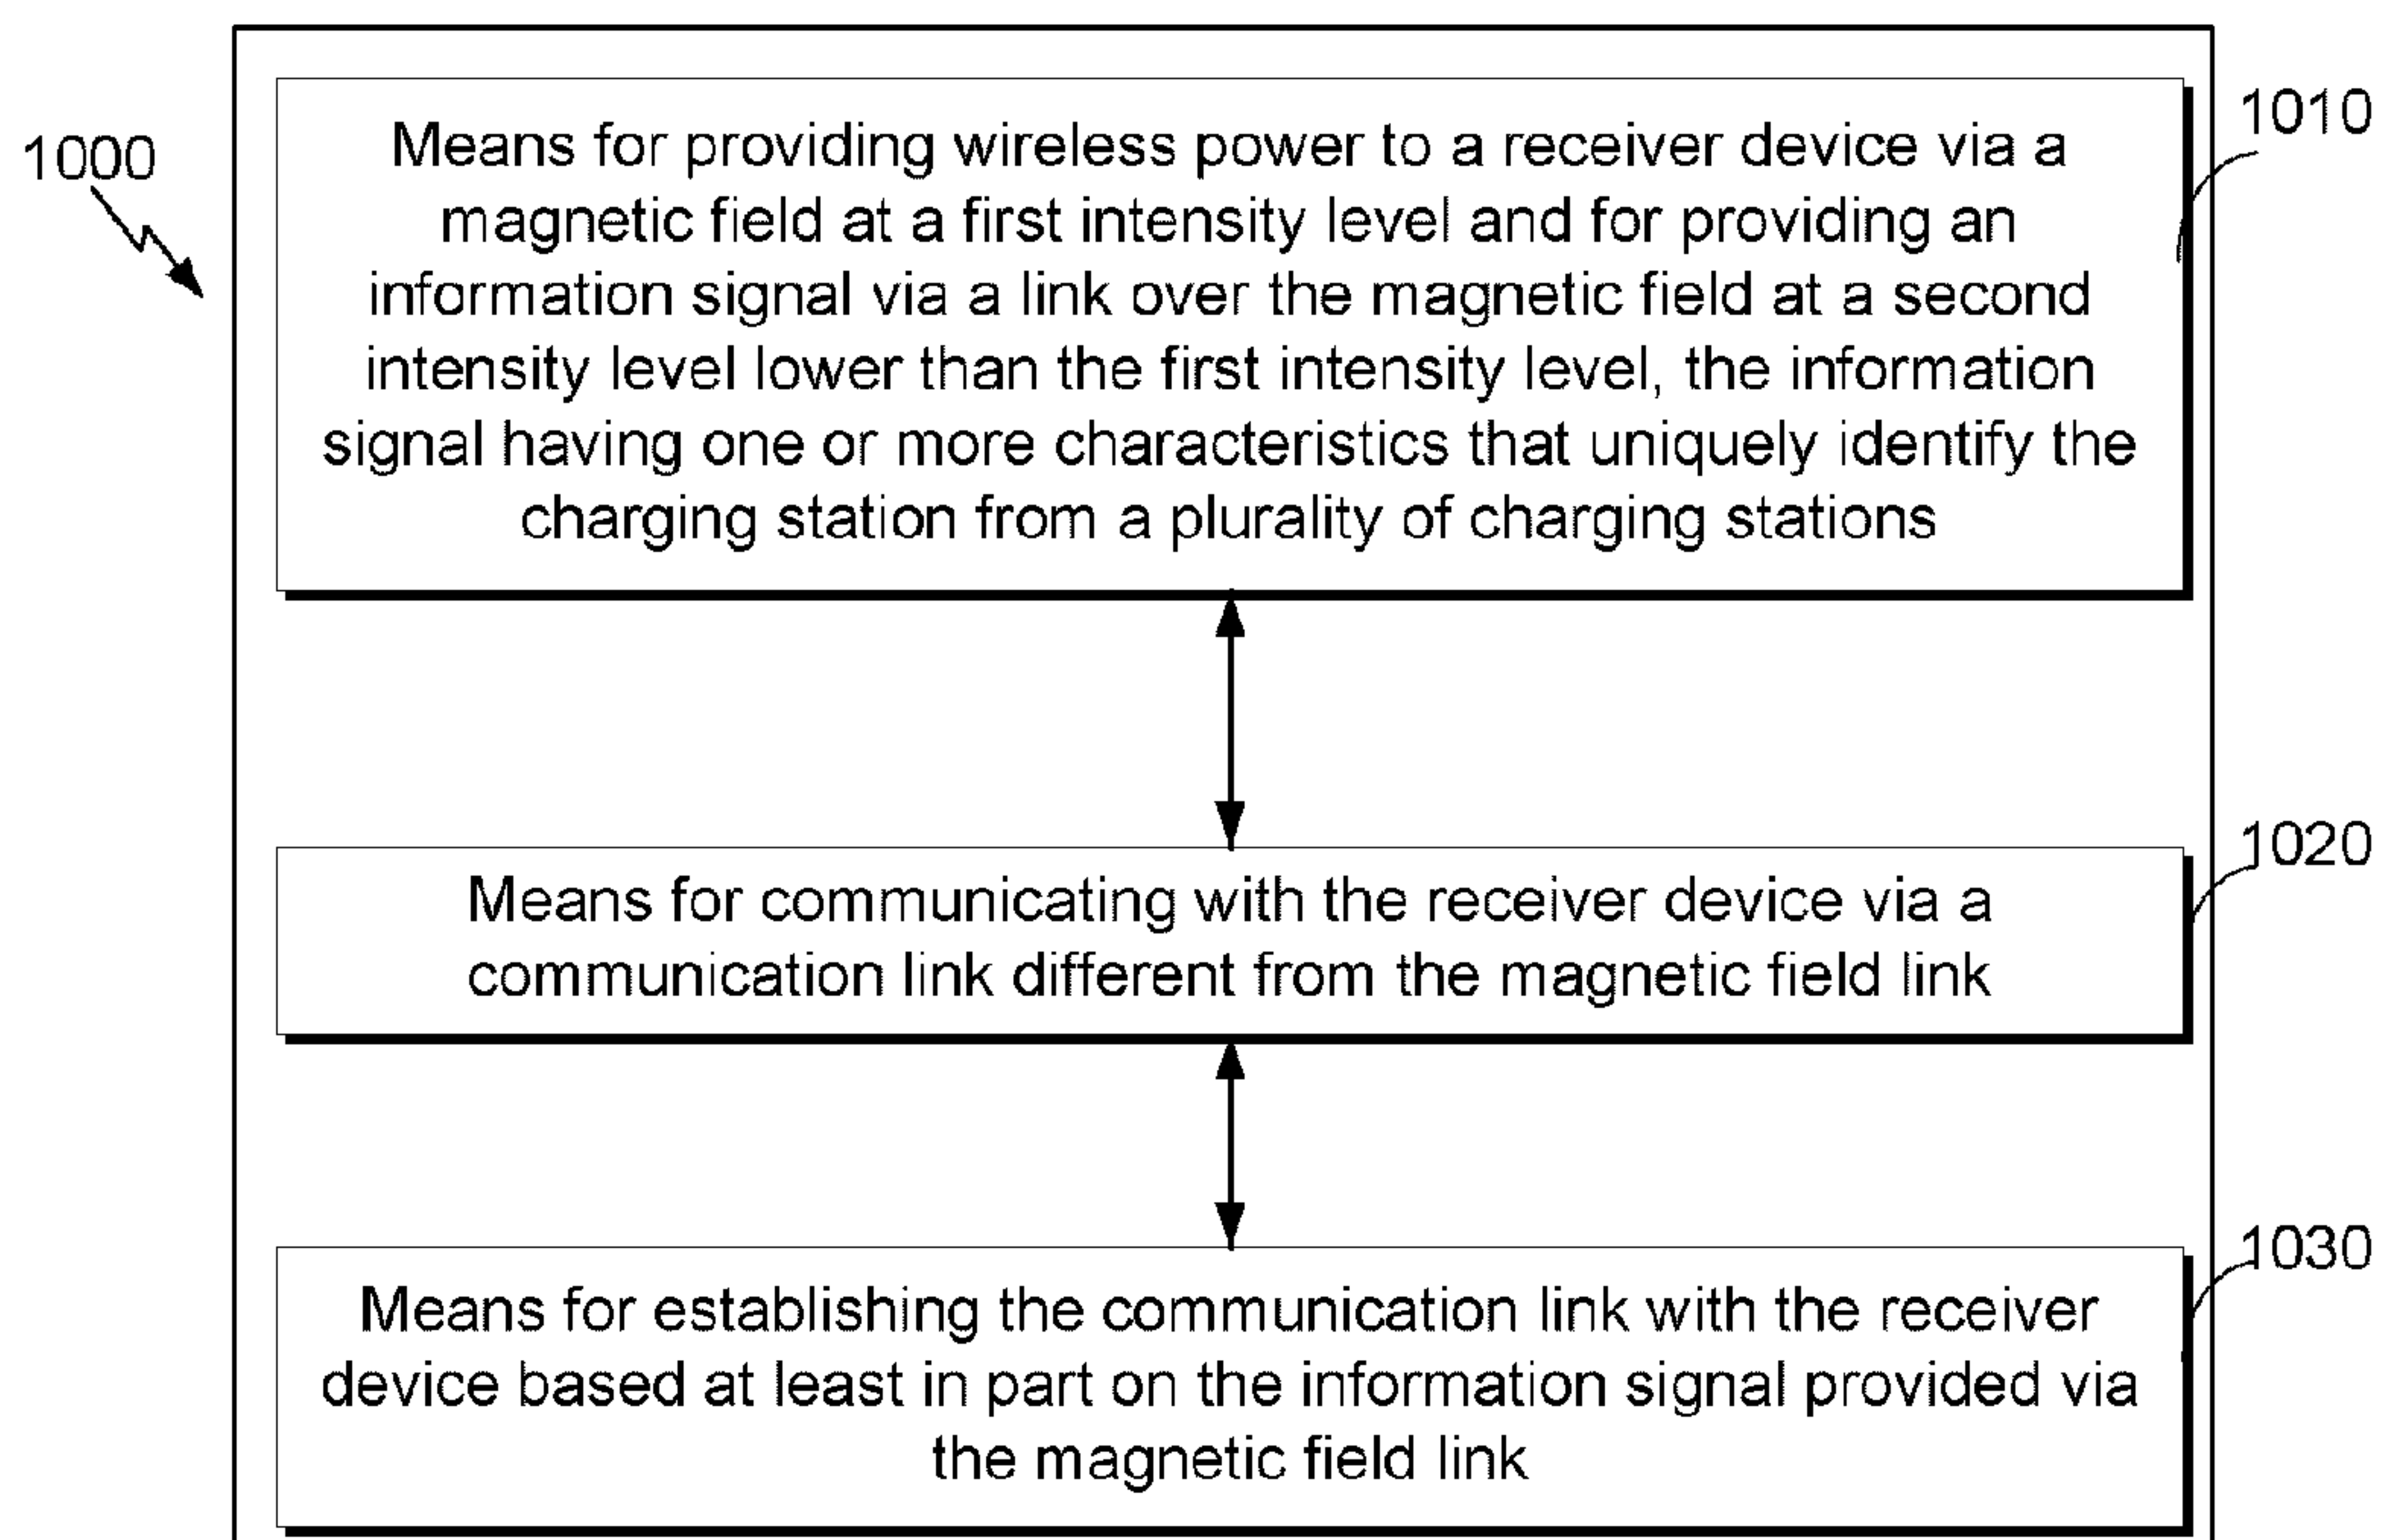 1000
1010
Means for providing wireless power to a receiver device via a
magnetic field at a first intensity level and for providing an
information signal via a link over the magnetic field at a second
intensity level lower than the first intensity level, the information
signal having one or more characteristics that uniquely identify the
charging station from a plurality of charging stations
1020
Means for communicating with the receiver device via a
communication link different from the magnetic field link
1030
Means for establishing the communication link with the receiver
device based at least in part on the information signal provided via
the magnetic field link